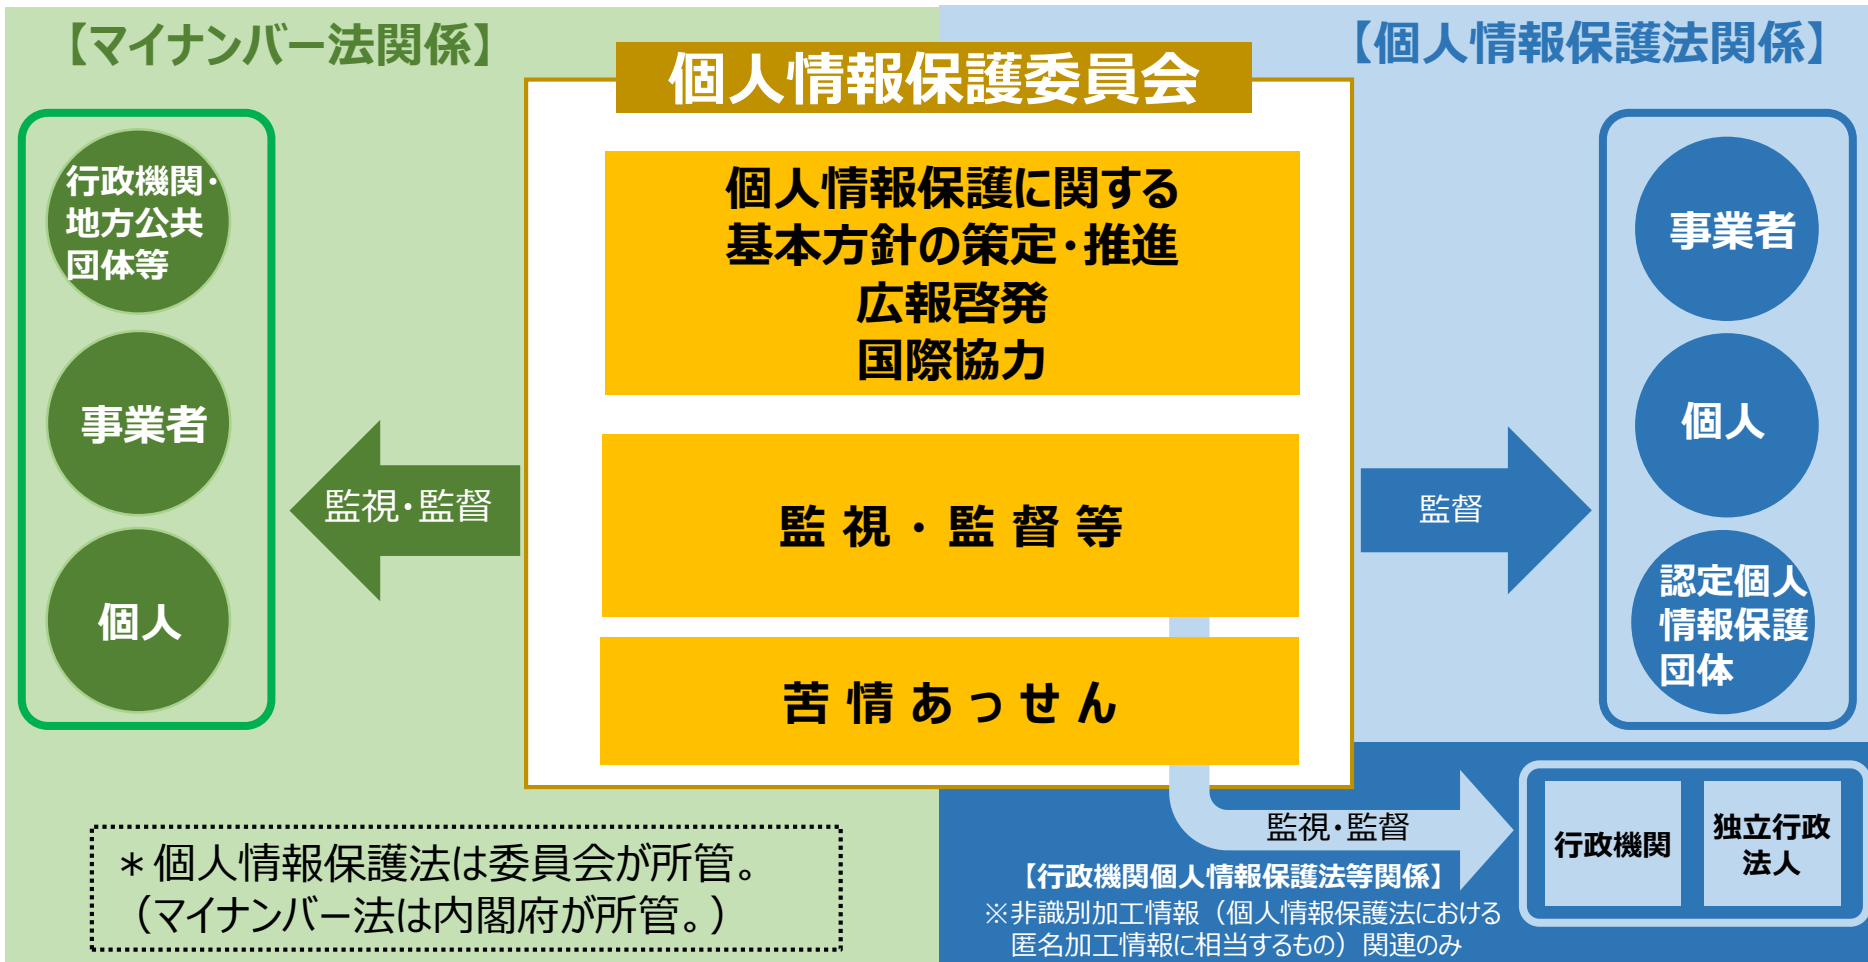 【マイナンバー法関係】
【個人情報保護法関係】
個人情報保護委員会
行政機関・
地方公共
団体等
事業者
個人
監視・監督
個人情報保護に関する
基本方針の策定・推進
広報啓発
国際協力
監視・監督等
苦情あっせん
監督
事業者
個人
認定個人
情報保護
団体
監視・監督
行政機関
独立行政
法人
【行政機関個人情報保護法等関係】
※非識別加工情報（個人情報保護法における
匿名加工情報に相当するもの）関連のみ
＊個人情報保護法は委員会が所管。
（マイナンバー法は内閣府が所管。）